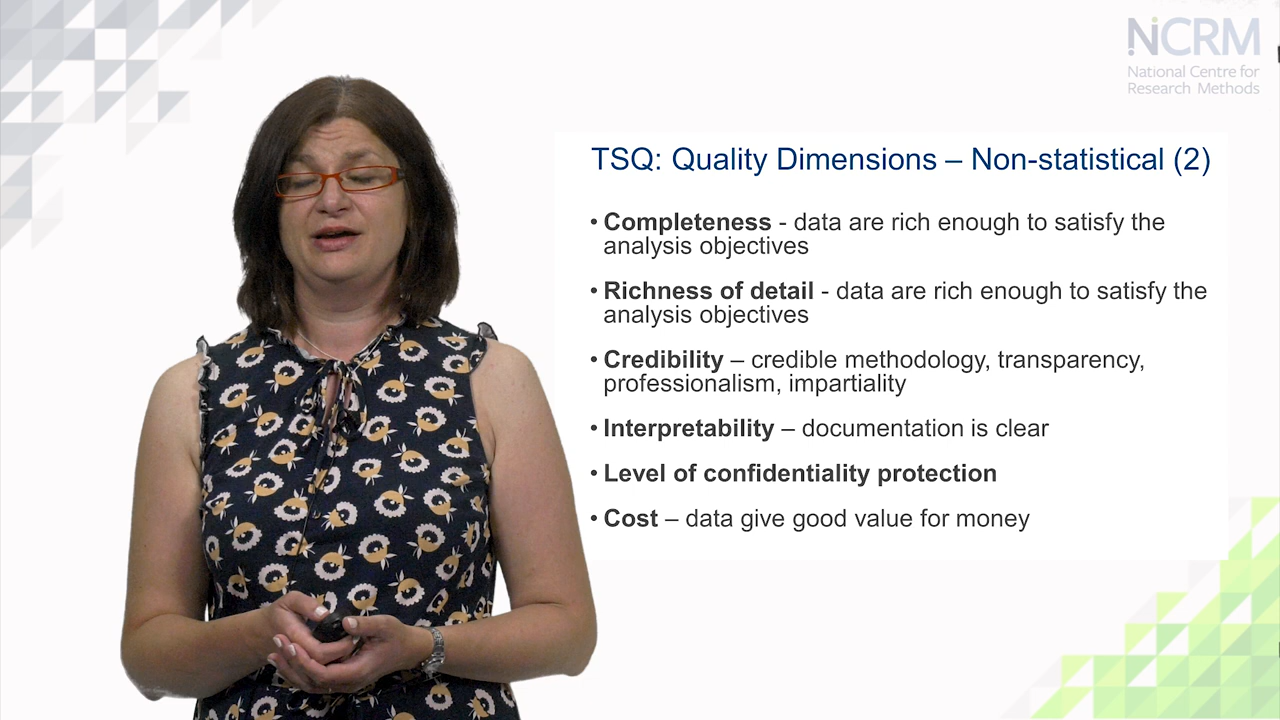 NCRM
National Centre for
Research Methods
TSQ: Quality Dimensions – Non-statistical (2)
• Completeness - data are rich enough to satisfy the
analysis objectives
• Richness of detail - data are rich enough to satisfy the
analysis objectives
• Credibility – credible methodology, transparency,
professionalism, impartiality
• Interpretability – documentation is clear
• Level of confidentiality protection
• Cost – data give good value for money